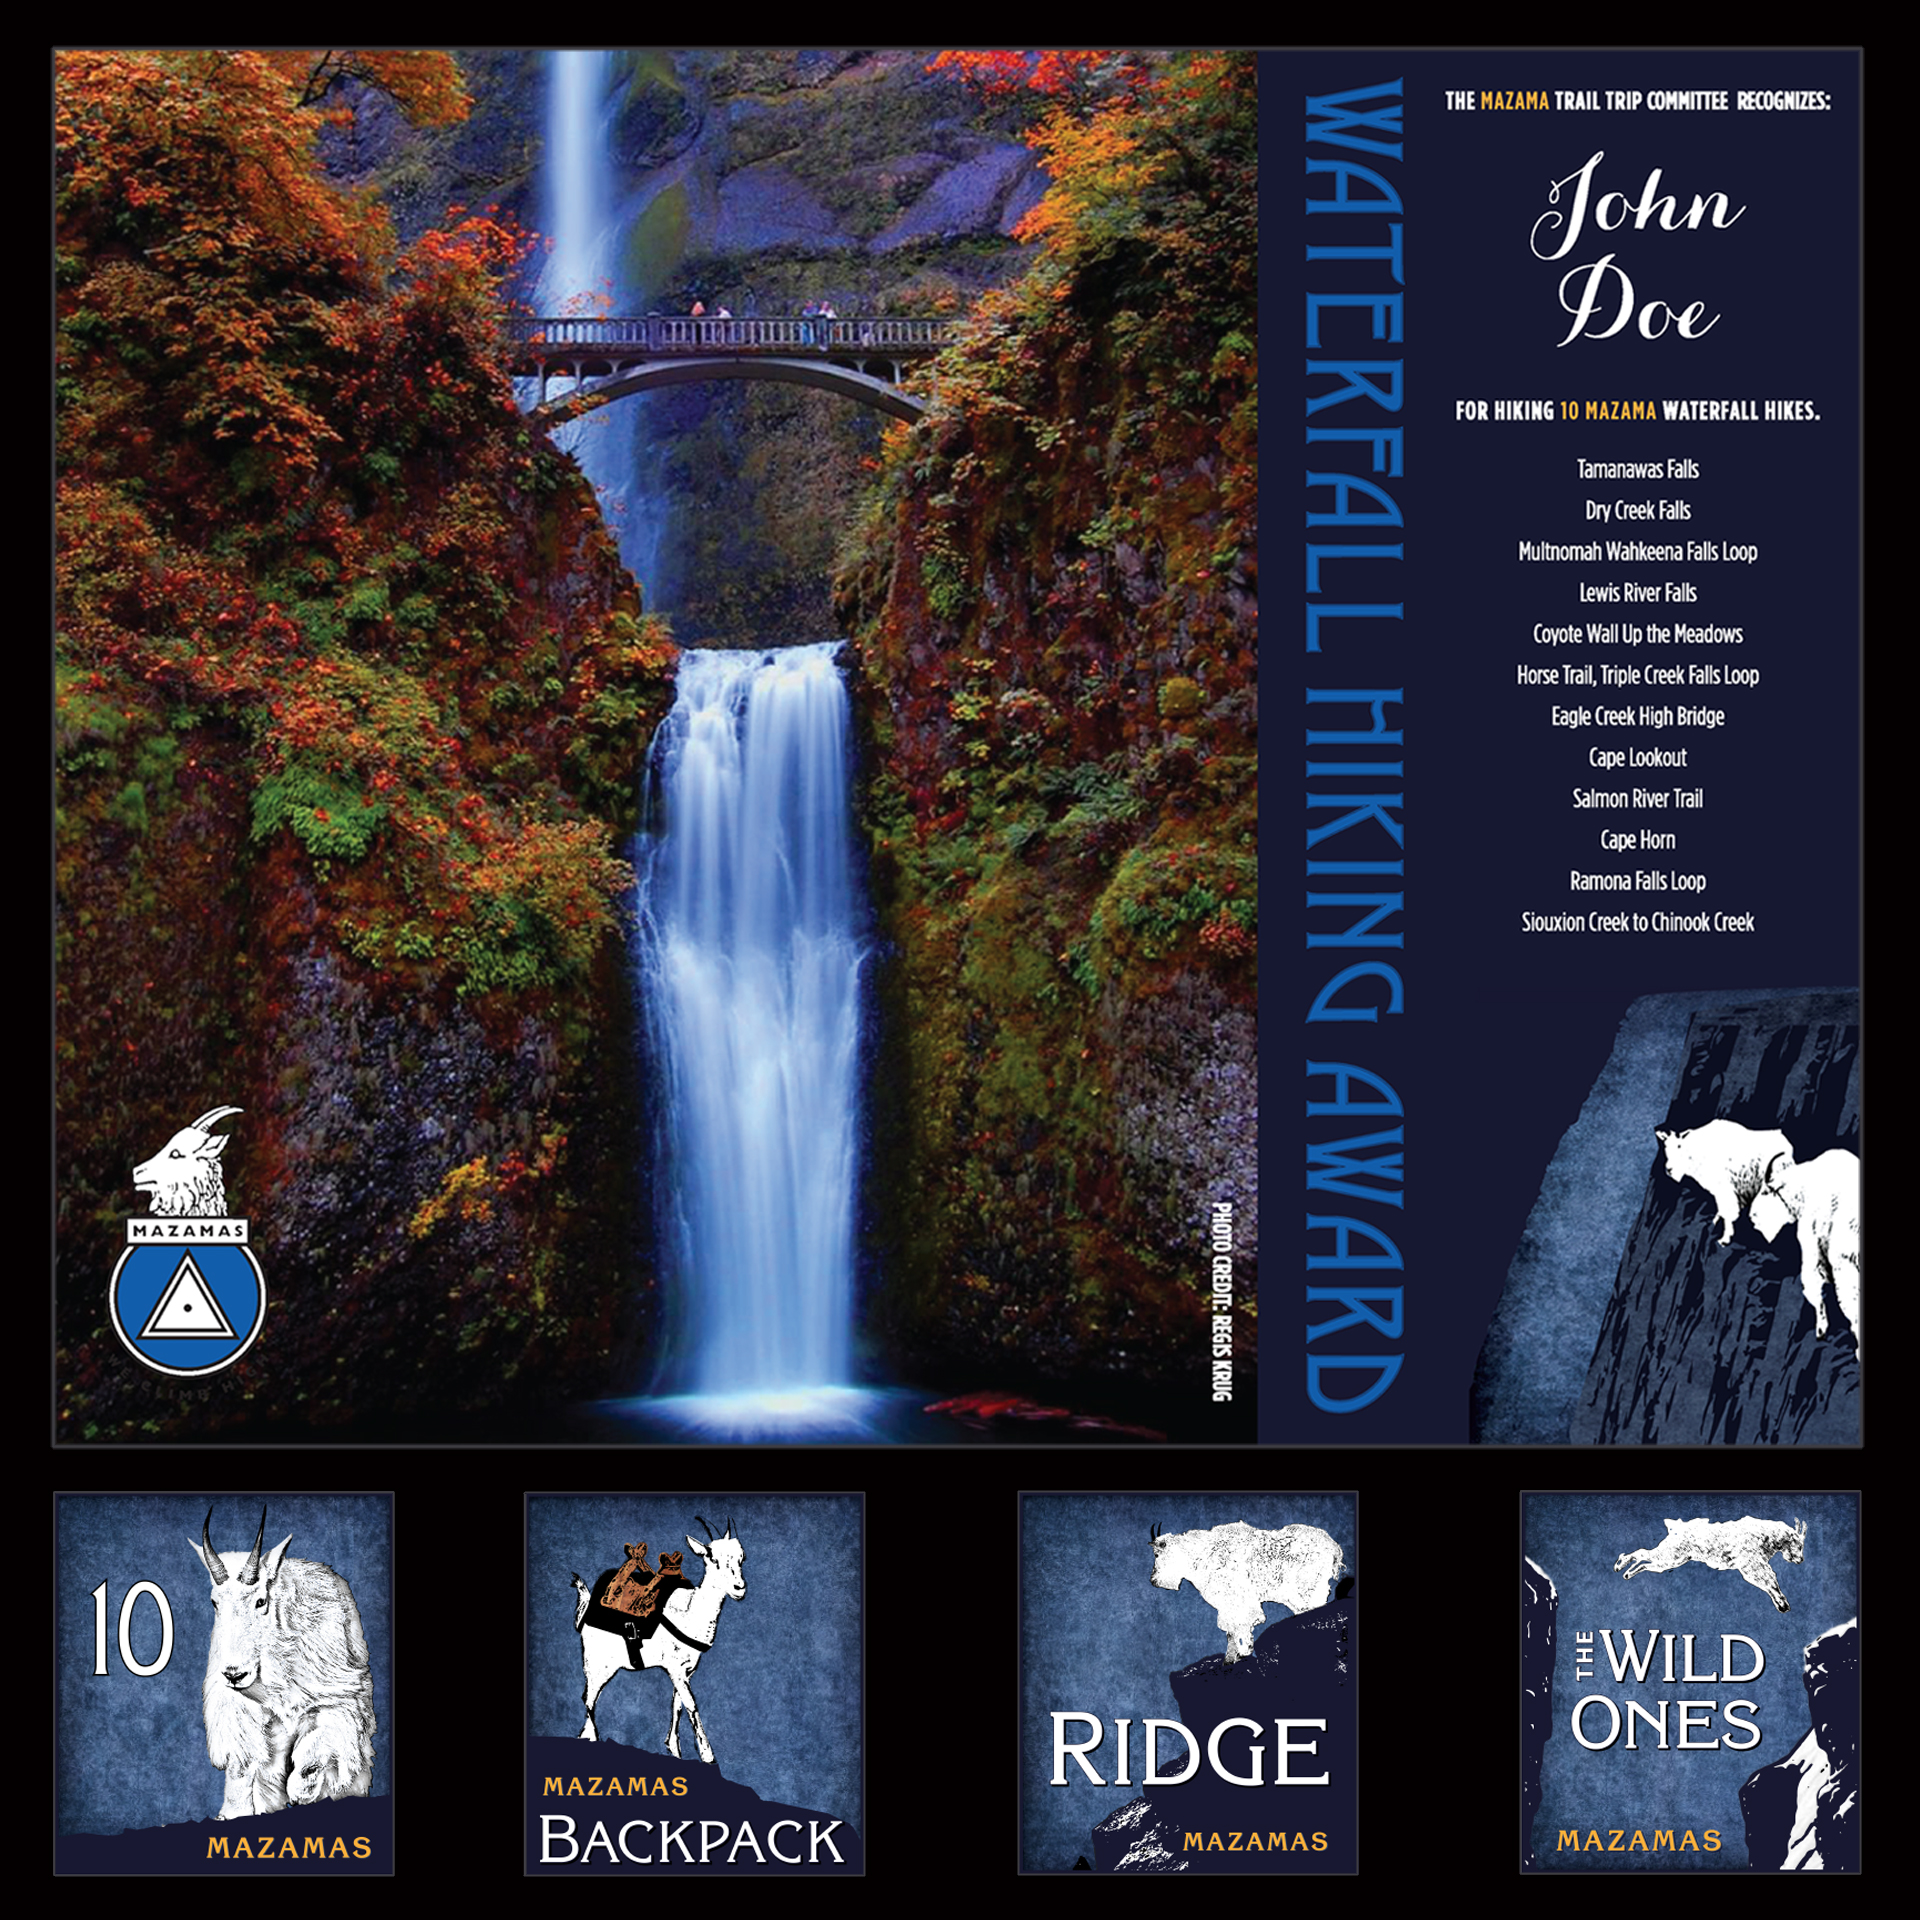 THE MAZAMA TRAIL TRIP COMMITTEE RECOGNIZES:
John
Doe
FOR HIKING 10 MAZAMA WATERFALL HIKES.
Tamanawas Falls
Dry Creek Falls
Multnomah Wahkeena Falls Loop
Lewis River Falls
Coyote Wall Up the Meadows
Horse Trail, Triple Creek Falls Loop
Eagle Creek High Bridge
Cape Lookout
Salmon River Trail
Cape Horn
Ramona Falls Loop
Siouxion Creek to Chinook Creek
WATERFALL HIKING AWARD
PHOTO CREDIT: REGIS KRUG
MAZAMAS
10
MAZAMAS
MAZAMAS
BACKPACK
RIDGE
MAZAMAS
THE WILD
ONES
MAZAMAS